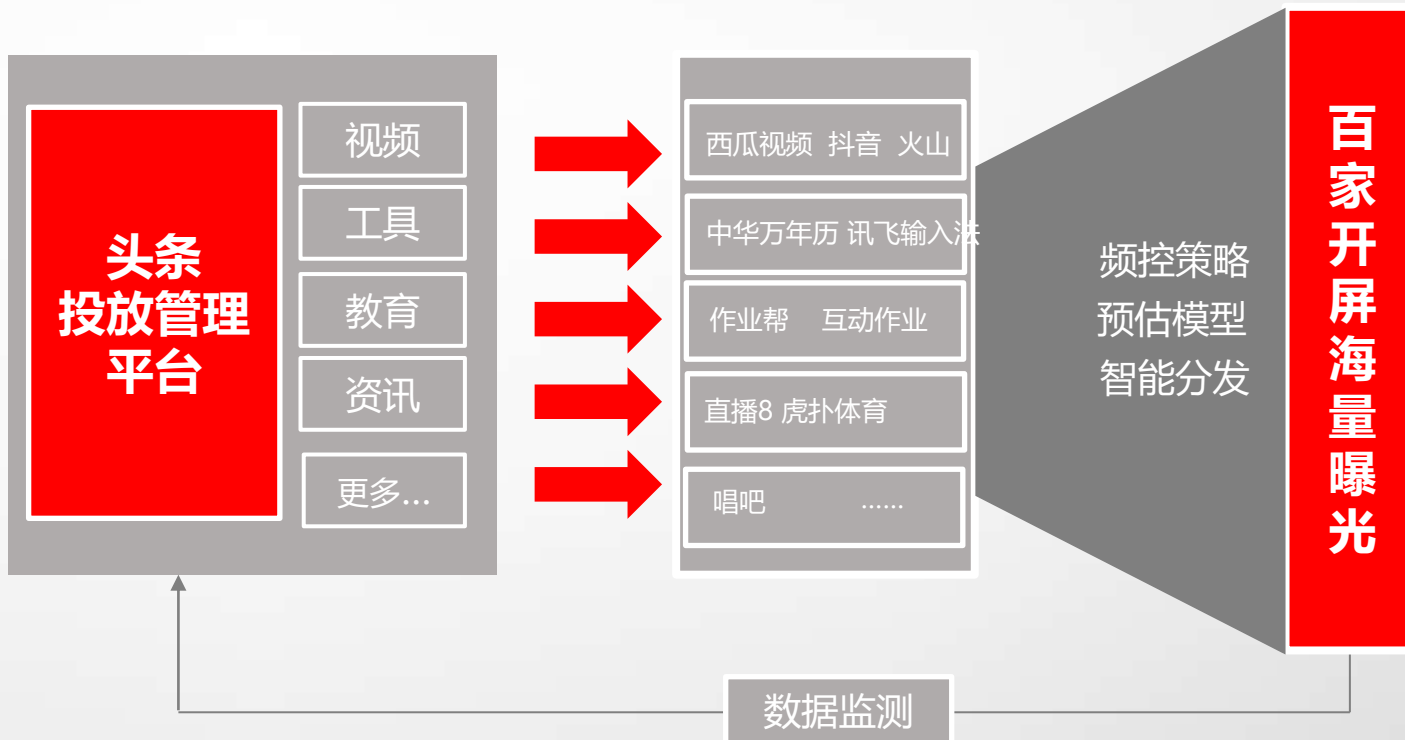 头条
投放管理
平台
视频
工具
教育
资讯
更多...
西瓜视频 抖音 火山
中华万年历 讯飞输入法
作业帮 互动作业
直播8 虎扑体育
唱吧 ......
频控策略
预估模型
智能分发
百家开屏海量曝光
数据监测